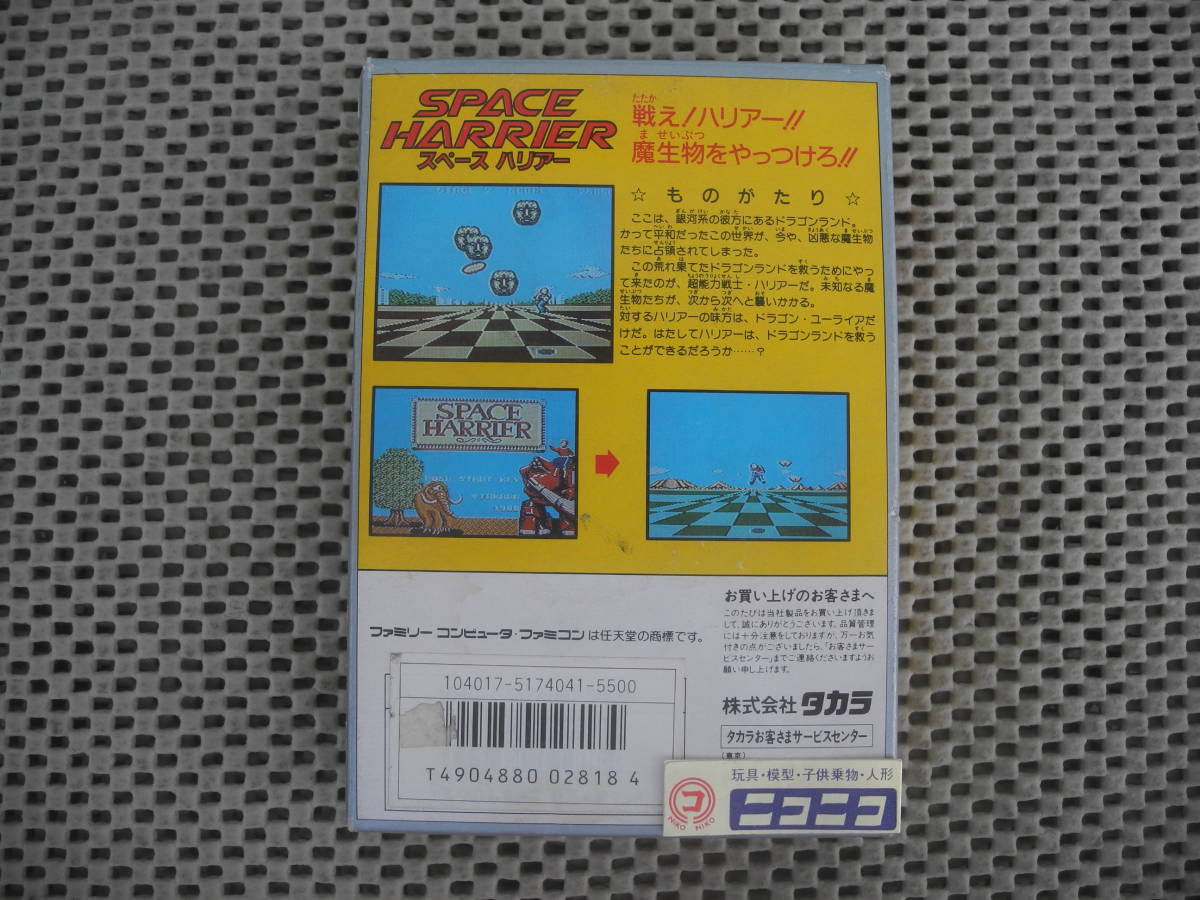 SPACE
HARRIER
スペース ハリアー
戦え!ハリアー!!
魔生物をやっつけろ!!
☆ ものがたり ☆
ここは、銀河系の彼方にあるドラゴンランド。
かって平和だったこの世界が、今や、凶悪な魔生物
たちに占領されてしまった。
この荒れ果てたドラゴンランドを救うためにやっ
て来たのが、超能力戦士・ハリアーだ。未知なる魔
生物たちが、次から次へと襲いかかる。
対するハリアーの味方は、ドラゴン・ユーライアだ
けだ。はたしてハリアーは、ドラゴンランドを救う
ことができるだろうか……?
SPACE
HARRIER
START KEY
©TAKARA
1988
ファミリー コンピュータ・ファミコン は任天堂の商標です。
お買い上げのお客さまへ
このたびは当社製品をお買い上げ頂きま
して、誠にありがとうございます。品質管理
には十分注意をしておりますが、万一お気
付きの点がございましたら、「お客さまサー
ビスセンター」までご連絡くださいますようお
願い申し上げます。
株式会社 タカラ
タカラお客さまサービスセンター
(東京)
104017-5174041-5500
T4904880 02818 4
玩具・模型・子供乗物・人形
コ
NIKO NIKO
ニコニコ